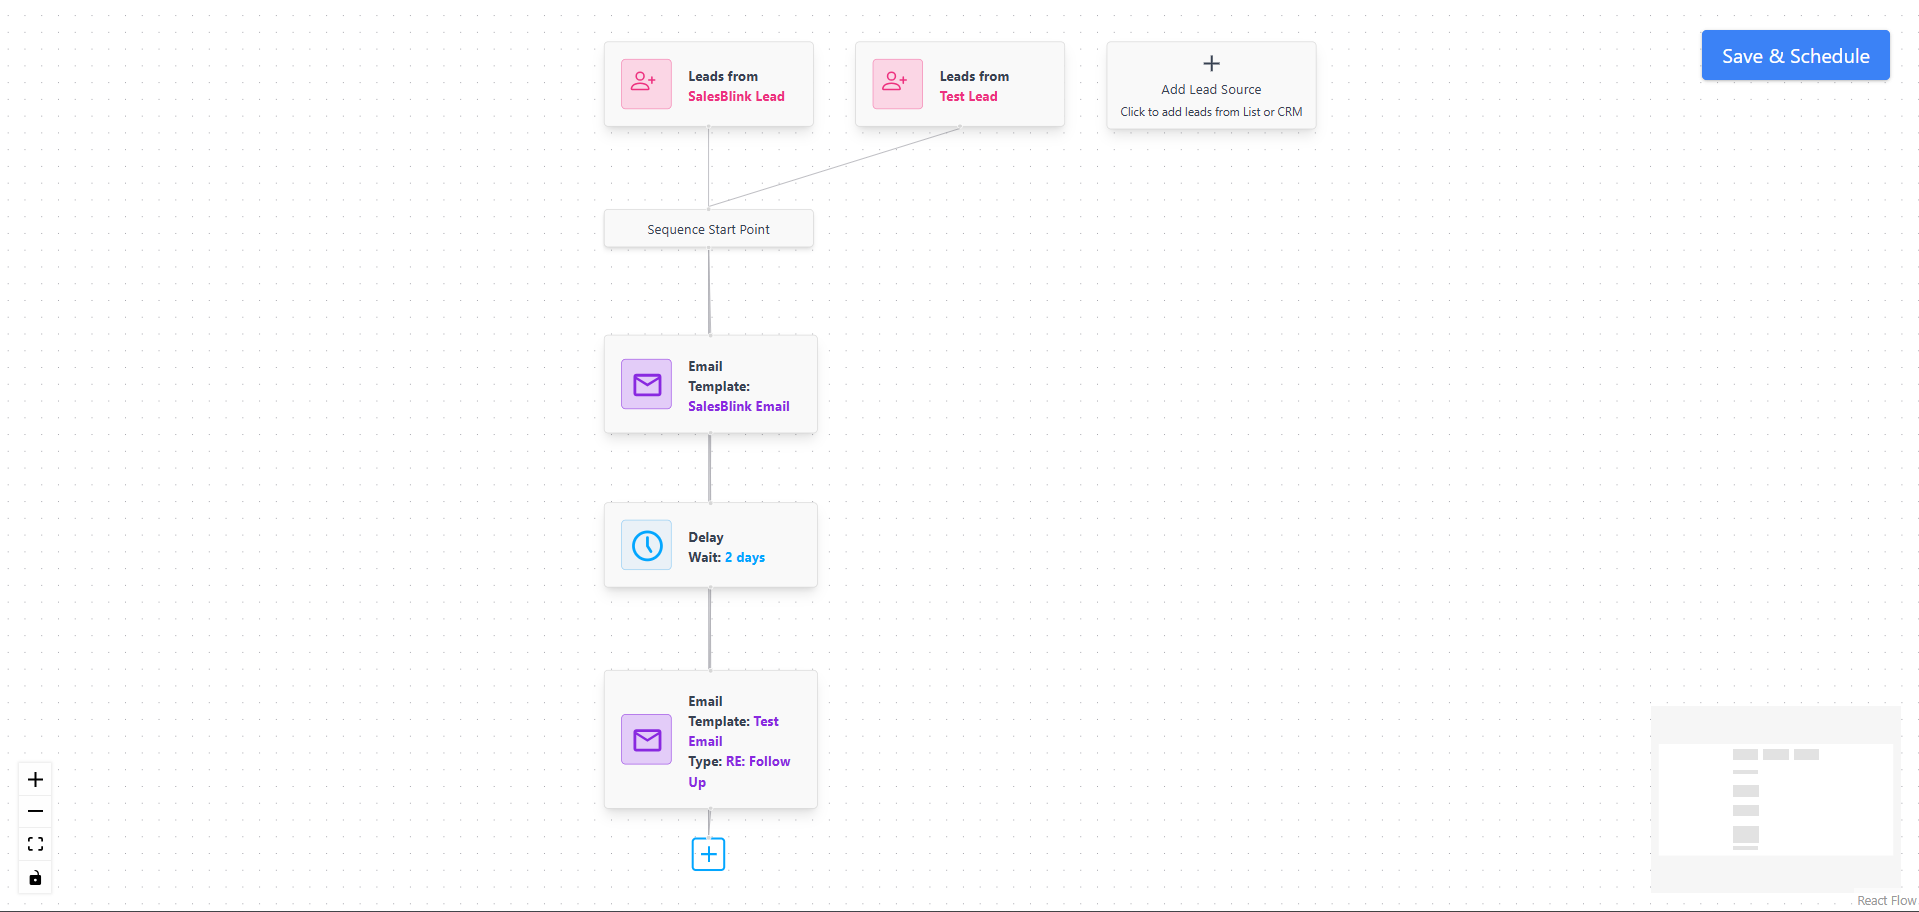 Leads from
SalesBlink Lead
Leads from
Test Lead
Add Lead Source
Click to add leads from List or CRM
Save & Schedule
Sequence Start Point
Email
Template:
SalesBlink Email
Delay
Wait: 2 days
Email
Template: Test
Email
Type: RE: Follow
Up
React Flow